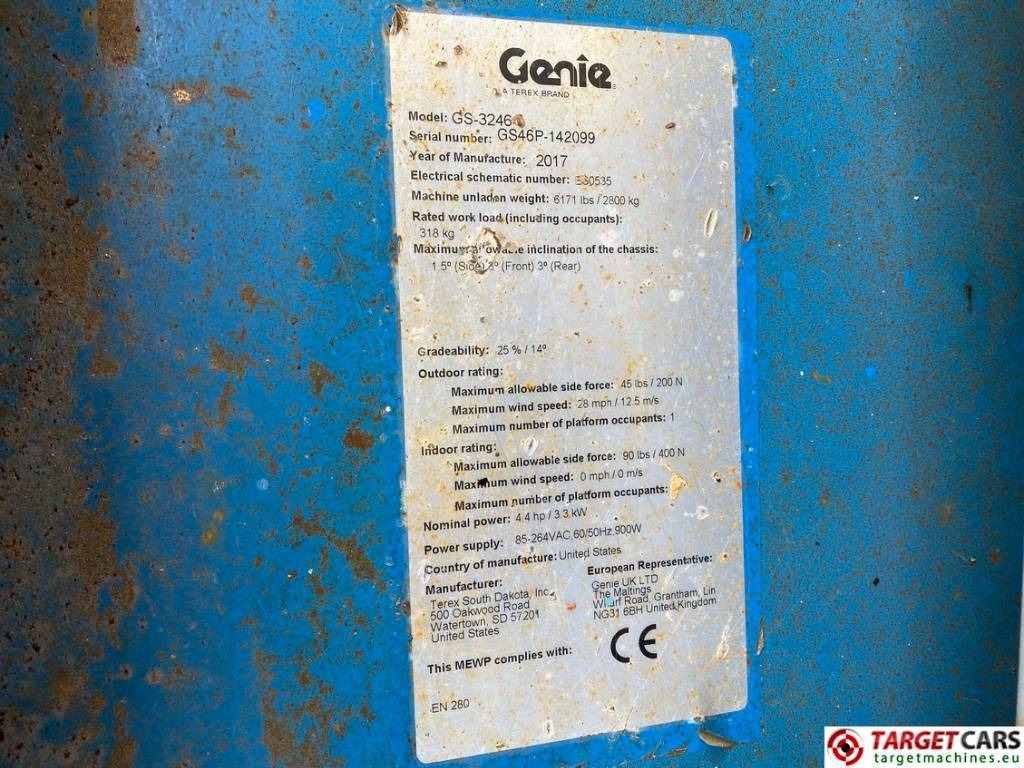 Genie
A TEREX BRAND
Model: GS-3246
Serial number: GS46P-142099
Year of Manufacture: 2017
Electrical schematic number: ES0535
Machine unladen weight: 6171 lbs / 2800 kg
Rated work load (including occupants):
318 kg
Maximum allowable inclination of the chassis:
1.5° (Side) 3° (Front) 3° (Rear)
Gradeability: 25 % / 14°
Outdoor rating:
Maximum allowable side force: 45 lbs / 200 N
Maximum wind speed: 28 mph / 12.5 m/s
Maximum number of platform occupants: 1
Indoor rating:
Maximum allowable side force: 90 lbs / 400 N
Maximum wind speed: 0 mph / 0 m/s
Maximum number of platform occupants:
Nominal power: 4.4 hp / 3.3 kW
Power supply: 85-264VAC,60/50Hz,900W
Country of manufacture: United States
Manufacturer:
Terex South Dakota, Inc.
500 Oakwood Road
Watertown, SD 57201
United States
European Representative:
Genie UK LTD
The Maltings
Wharf Road, Grantham, Lin
NG31 6BH United Kingdom
This MEWP complies with: CE
EN 280
TARGETCARS
targetmachines.eu